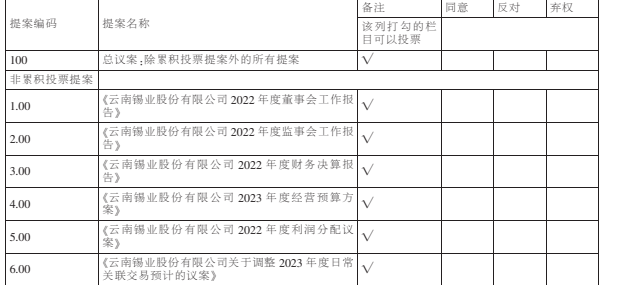 提案编码 提案名称 备注 同意 反对 弃权
该列打勾的栏
目可以投票
100 总议案:除累积投票提案外的所有提案 √
非累积投票提案
1.00 《云南锡业股份有限公司 2022 年度董事会工作报
告》 √
2.00 《云南锡业股份有限公司 2022 年度监事会工作报
告》 √
3.00 《云南锡业股份有限公司 2022 年度财务决算报
告》 √
4.00 《云南锡业股份有限公司 2023 年度经营预算方
案》 √
5.00 《云南锡业股份有限公司 2022 年度利润分配议
案》 √
6.00 《云南锡业股份有限公司关于调整 2023 年度日常
关联交易预计的议案》 √